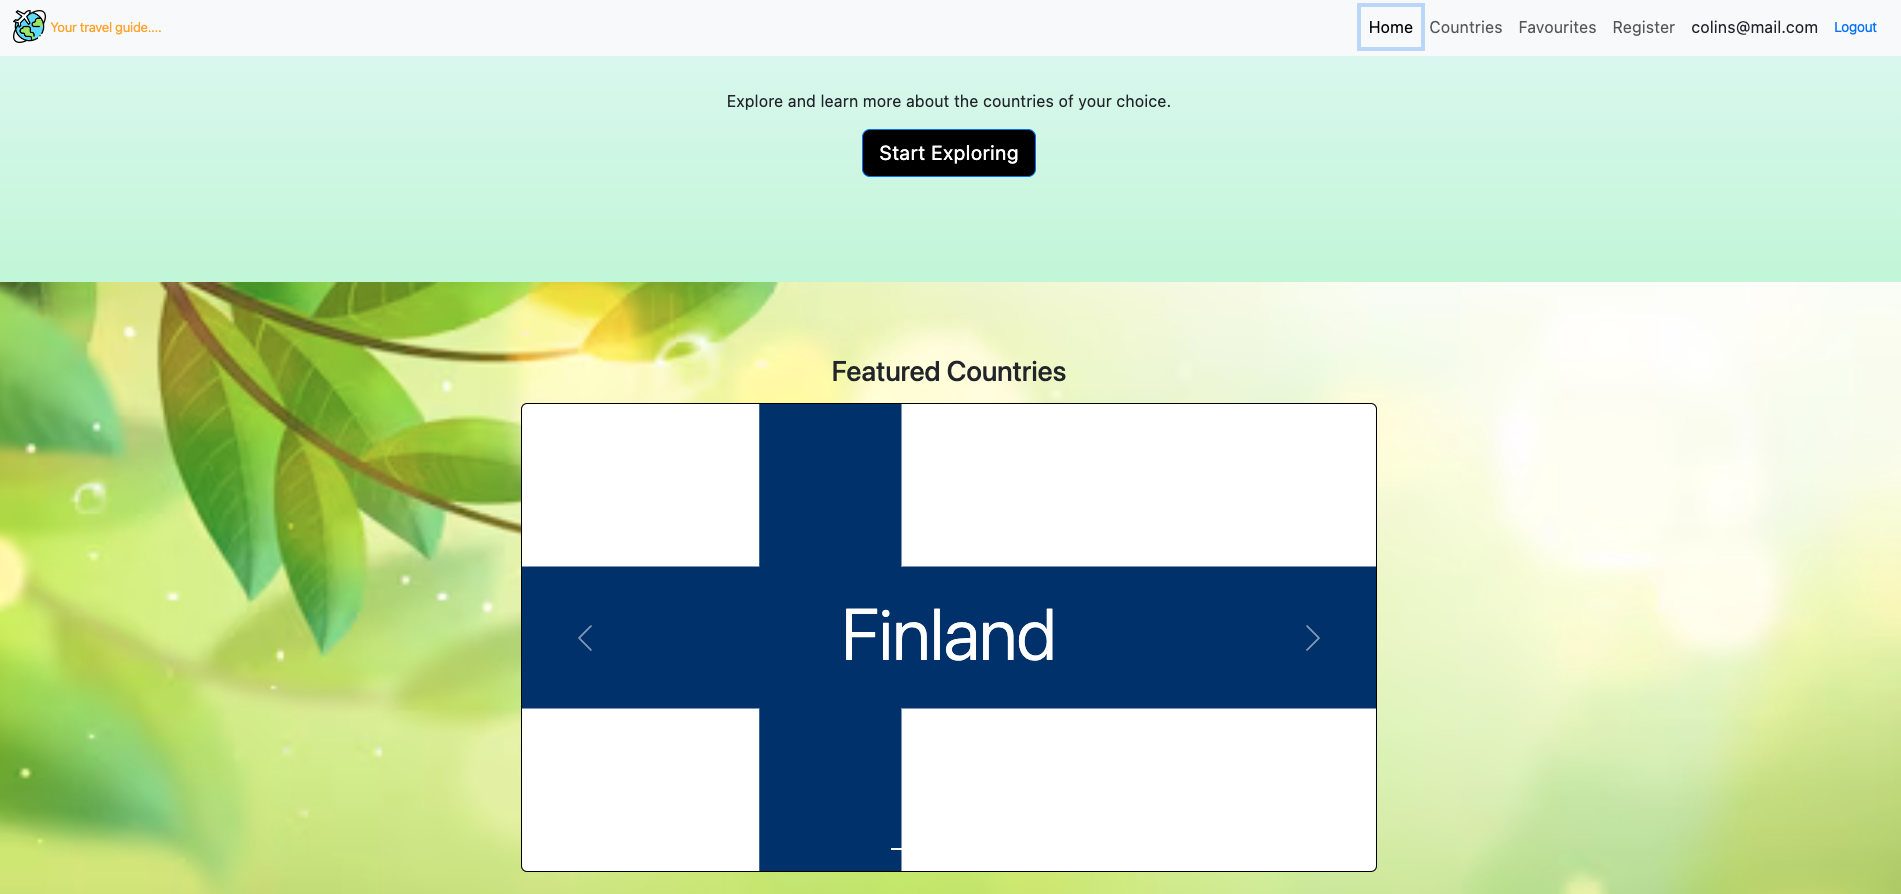 Your travel guide....
Home Countries Favourites Register colins@mail.com Logout
Explore and learn more about the countries of your choice.
Start Exploring
Featured Countries
Finland